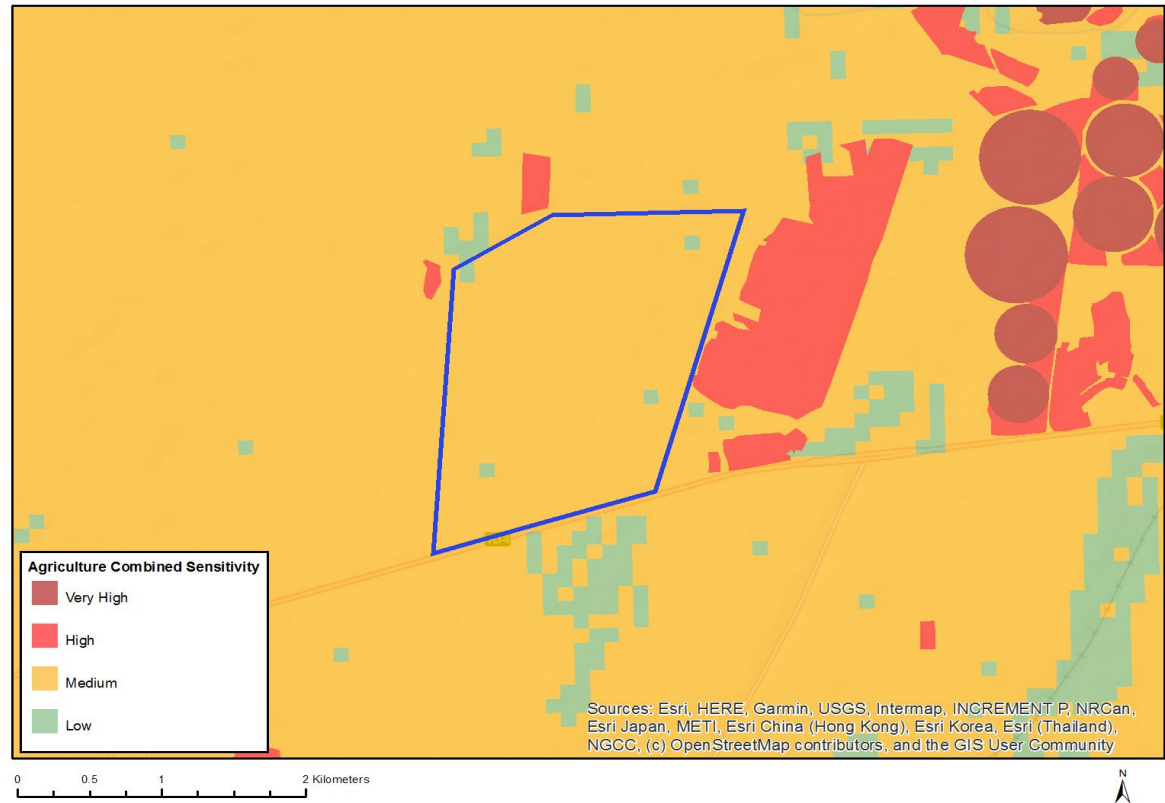 Agriculture Combined Sensitivity
Very High
High
Medium
Low
Sources: Esri, HERE, Garmin, USGS, Intermap, INCREMENT P, NRCan,
Esri Japan, METI, Esri China (Hong Kong), Esri Korea, Esri (Thailand),
NGCC, (c) OpenStreetMap contributors, and the GIS User Community
0 0.5 1 2 Kilometers
N